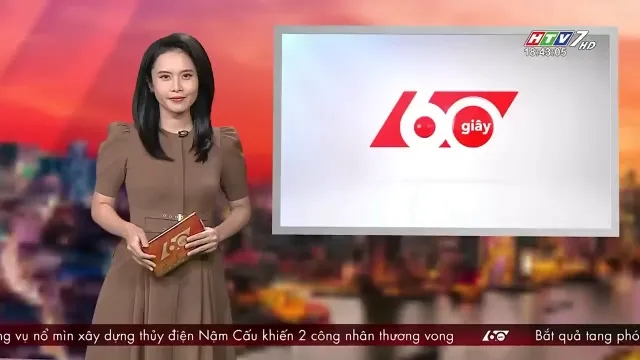 HTV7 HD
18:43:05
60 giây
60
ng vụ nổ mìn xây dựng thủy điện Nậm Cấu khiến 2 công nhân thương vong 60 Bắt quả tang phó